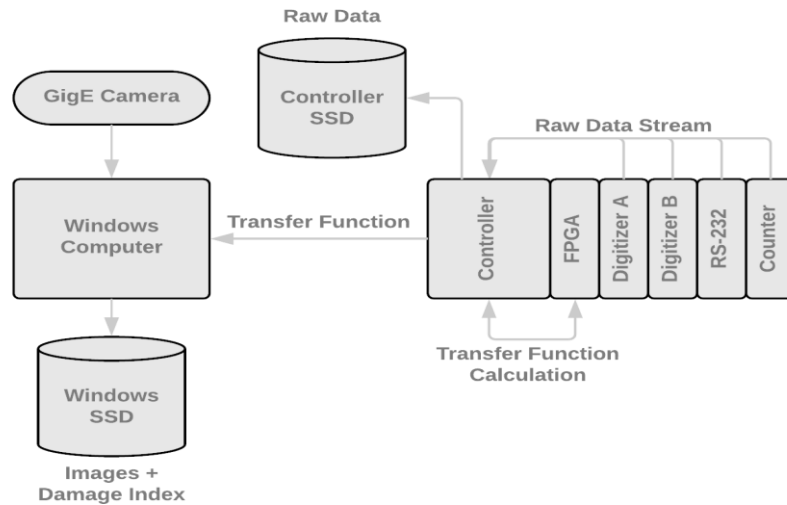 Raw Data
GigE Camera
Controller
SSD
Raw Data Stream
Windows
Computer
Transfer Function
Controller
FPGA
Digitizer A
Digitizer B
RS-232
Counter
Transfer Function
Calculation
Windows
SSD
Images +
Damage Index